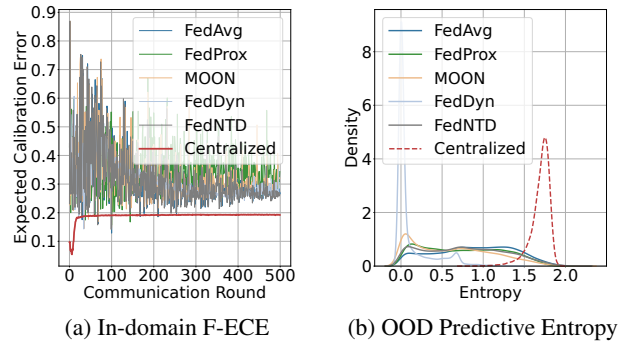 Expected Calibration Error
0.9
0.8
0.7
0.6
0.5
0.4
0.3
0.2
0.1
FedAvg
FedProx
MOON
FedDyn
FedNTD
Centralized
0 100 200 300 400 500
Communication Round
(a) In-domain F-ECE
Density
8
6
4
2
0
FedAvg
FedProx
MOON
FedDyn
FedNTD
Centralized
0.0 0.5 1.0 1.5 2.0
Entropy
(b) OOD Predictive Entropy